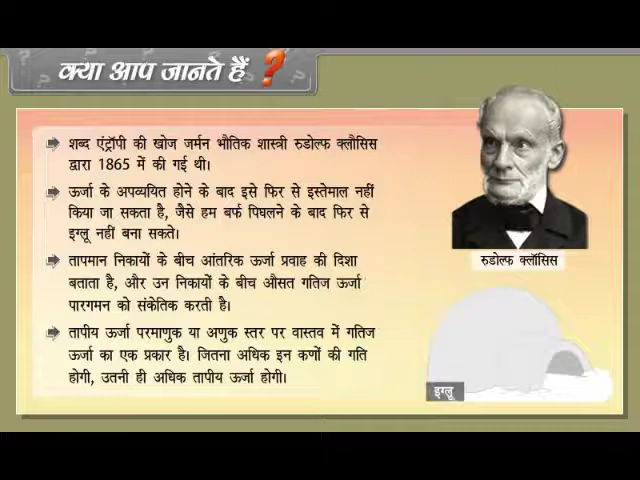 क्या आप जानते हैं ?
शब्द एंट्रॉपी की खोज जर्मन भौतिक शास्त्री रुडोल्फ क्लौसिस
द्वारा 1865 में की गई थी।
ऊर्जा के अपव्ययित होने के बाद इसे फिर से इस्तेमाल नहीं
किया जा सकता है, जैसे हम बर्फ पिघलने के बाद फिर से
इग्लू नहीं बना सकते।
तापमान निकायों के बीच आंतरिक ऊर्जा प्रवाह की दिशा
बताता है, और उन निकायों के बीच औसत गतिज ऊर्जा
पारगमन को संकेतिक करती है।
तापीय ऊर्जा परमाणुक या अणुक स्तर पर वास्तव में गतिज
ऊर्जा का एक प्रकार है। जितना अधिक इन कणों की गति
होगी, उतनी ही अधिक तापीय ऊर्जा होगी।
रुडोल्फ क्लॉसिस
इग्लू